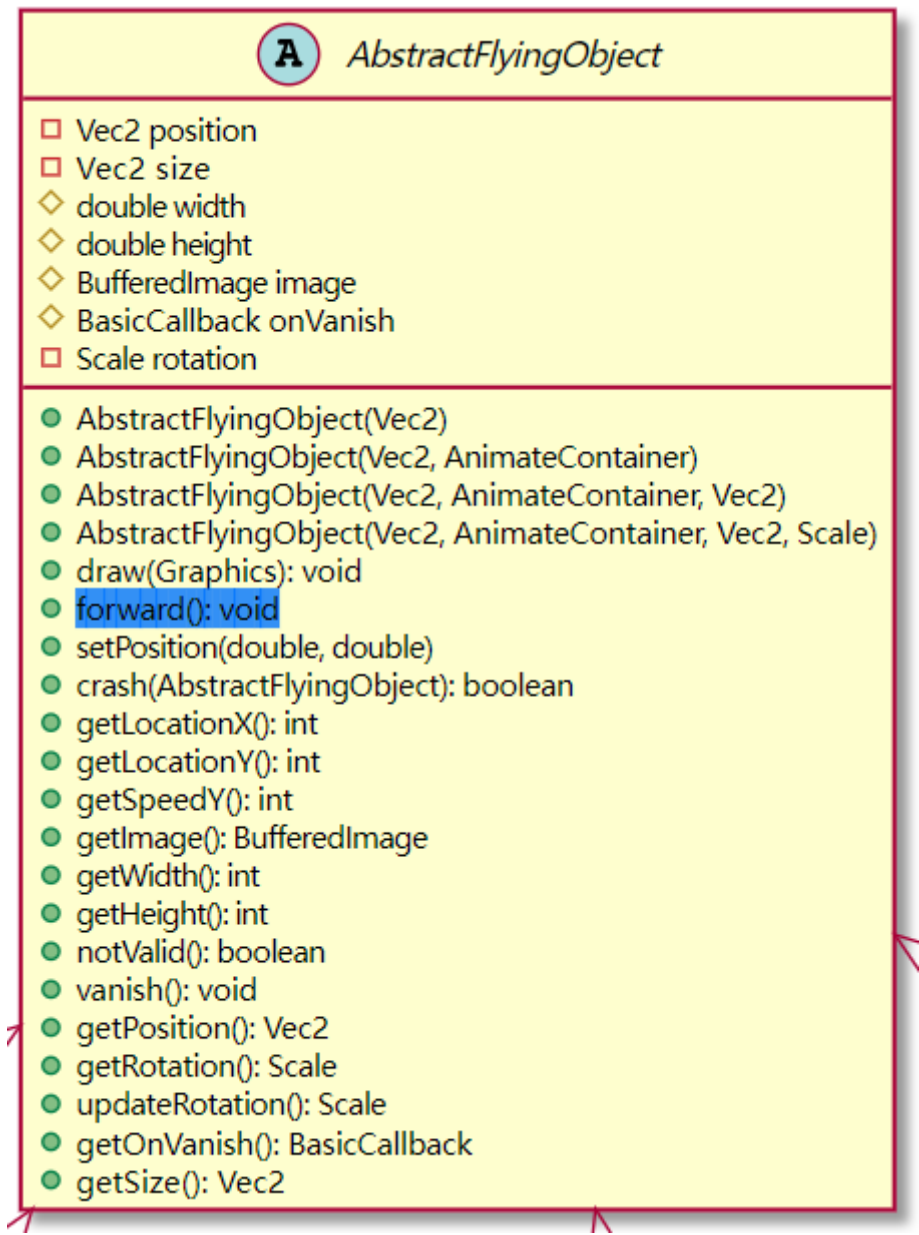 A AbstractFlyingObject
Vec2 position
Vec2 size
double width
double height
BufferedImage image
BasicCallback onVanish
Scale rotation
AbstractFlyingObject(Vec2)
AbstractFlyingObject(Vec2, AnimateContainer)
AbstractFlyingObject(Vec2, AnimateContainer, Vec2)
AbstractFlyingObject(Vec2, AnimateContainer, Vec2, Scale)
draw(Graphics): void
forward(): void
setPosition(double, double)
crash(AbstractFlyingObject): boolean
getLocationX(): int
getLocationY(): int
getSpeedY(): int
getImage(): BufferedImage
getWidth(): int
getHeight(): int
notValid(): boolean
vanish(): void
getPosition(): Vec2
getRotation(): Scale
updateRotation(): Scale
getOnVanish(): BasicCallback
getSize(): Vec2